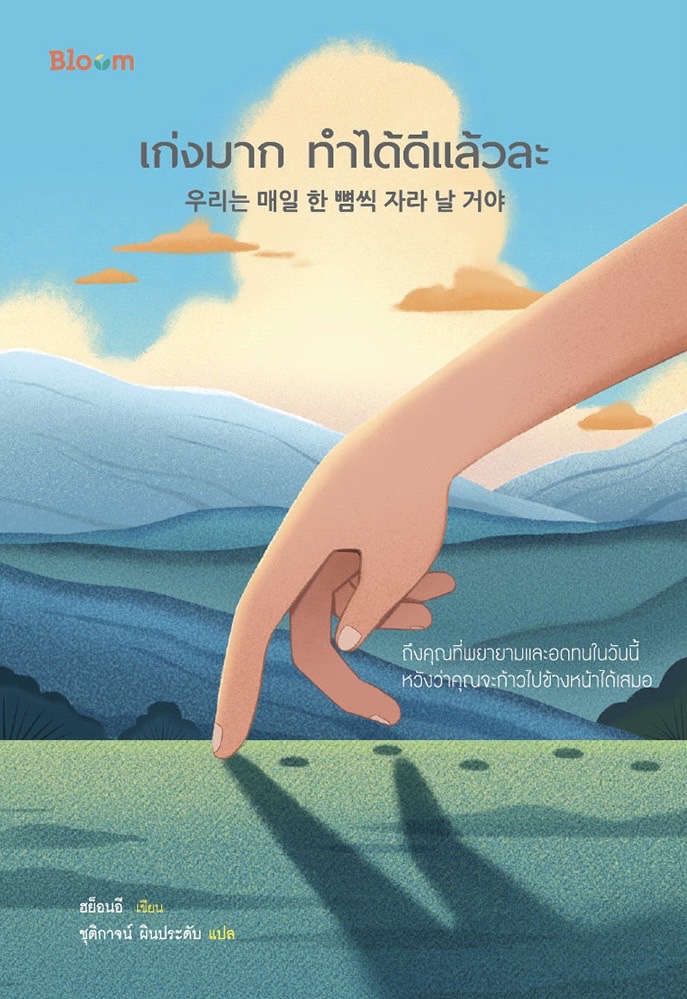 Bloom
เก่งมาก ทำได้ดีแล้วล่ะ
우리는 매일 한 뼘씩 자라 날 거야
ถึงคุณที่พยายามและอดทนในวันนี้
หวังว่าคุณจะก้าวไปข้างหน้าได้เสมอ
ฮย็อนอี เขียน
ชุติกาจน์ ผินประดับ แปล